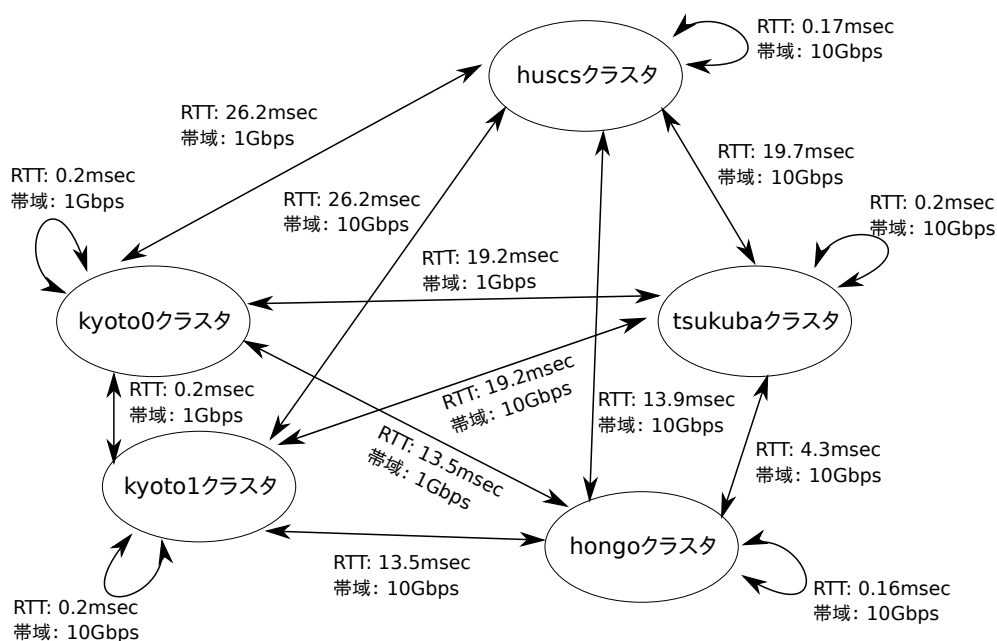 RTT: 0.17msec
帯域: 10Gbps
huscsクラスタ
RTT: 26.2msec
帯域: 1Gbps
RTT: 19.7msec
帯域: 10Gbps
RTT: 0.2msec
帯域: 1Gbps
RTT: 26.2msec
帯域: 10Gbps
RTT: 0.2msec
帯域: 10Gbps
RTT: 19.2msec
帯域: 1Gbps
kyoto0クラスタ
tsukubaクラスタ
RTT: 0.2msec
帯域: 1Gbps
RTT: 19.2msec
帯域: 10Gbps
RTT: 13.9msec
帯域: 10Gbps
RTT: 13.5msec
帯域: 1Gbps
RTT: 4.3msec
帯域: 10Gbps
kyoto1クラスタ
hongoクラスタ
RTT: 13.5msec
帯域: 10Gbps
RTT: 0.16msec
帯域: 10Gbps
RTT: 0.2msec
帯域: 10Gbps